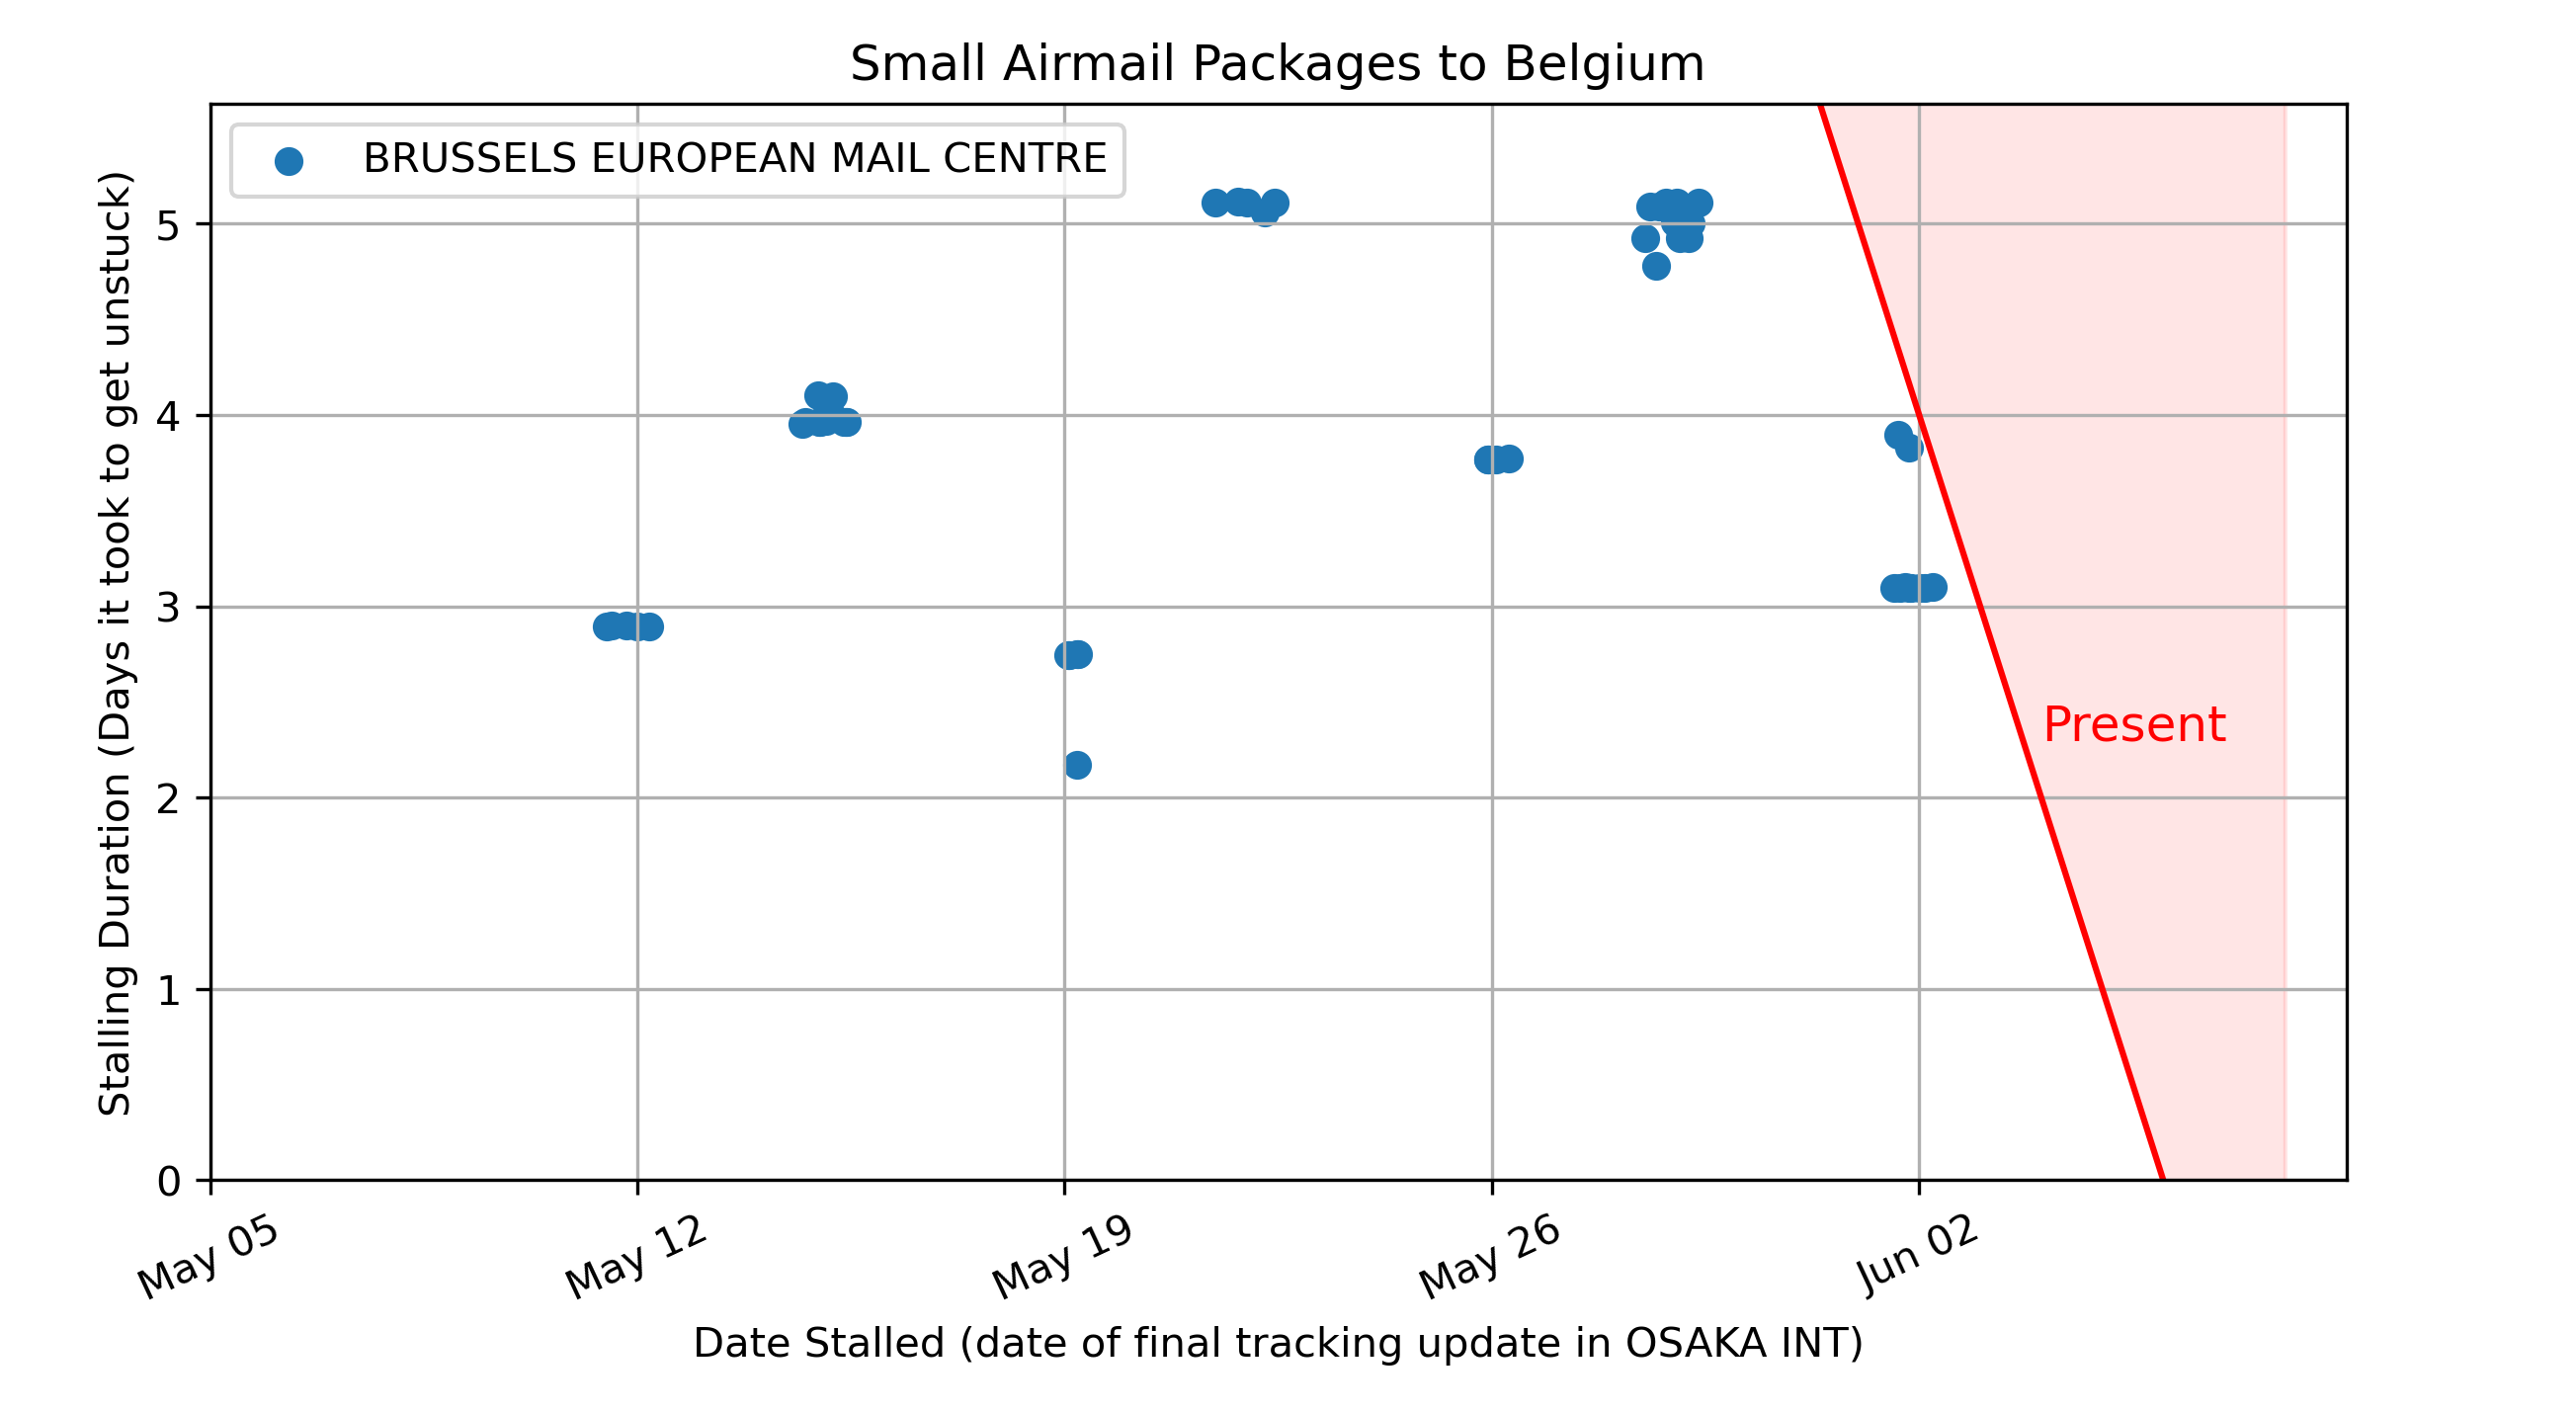 Small Airmail Packages to Belgium
BRUSSELS EUROPEAN MAIL CENTRE
Stalling Duration (Days it took to get unstuck)
5
4
3
2
1
0
Present
May 05
May 12
May 19
May 26
Jun 02
Date Stalled (date of final tracking update in OSAKA INT)